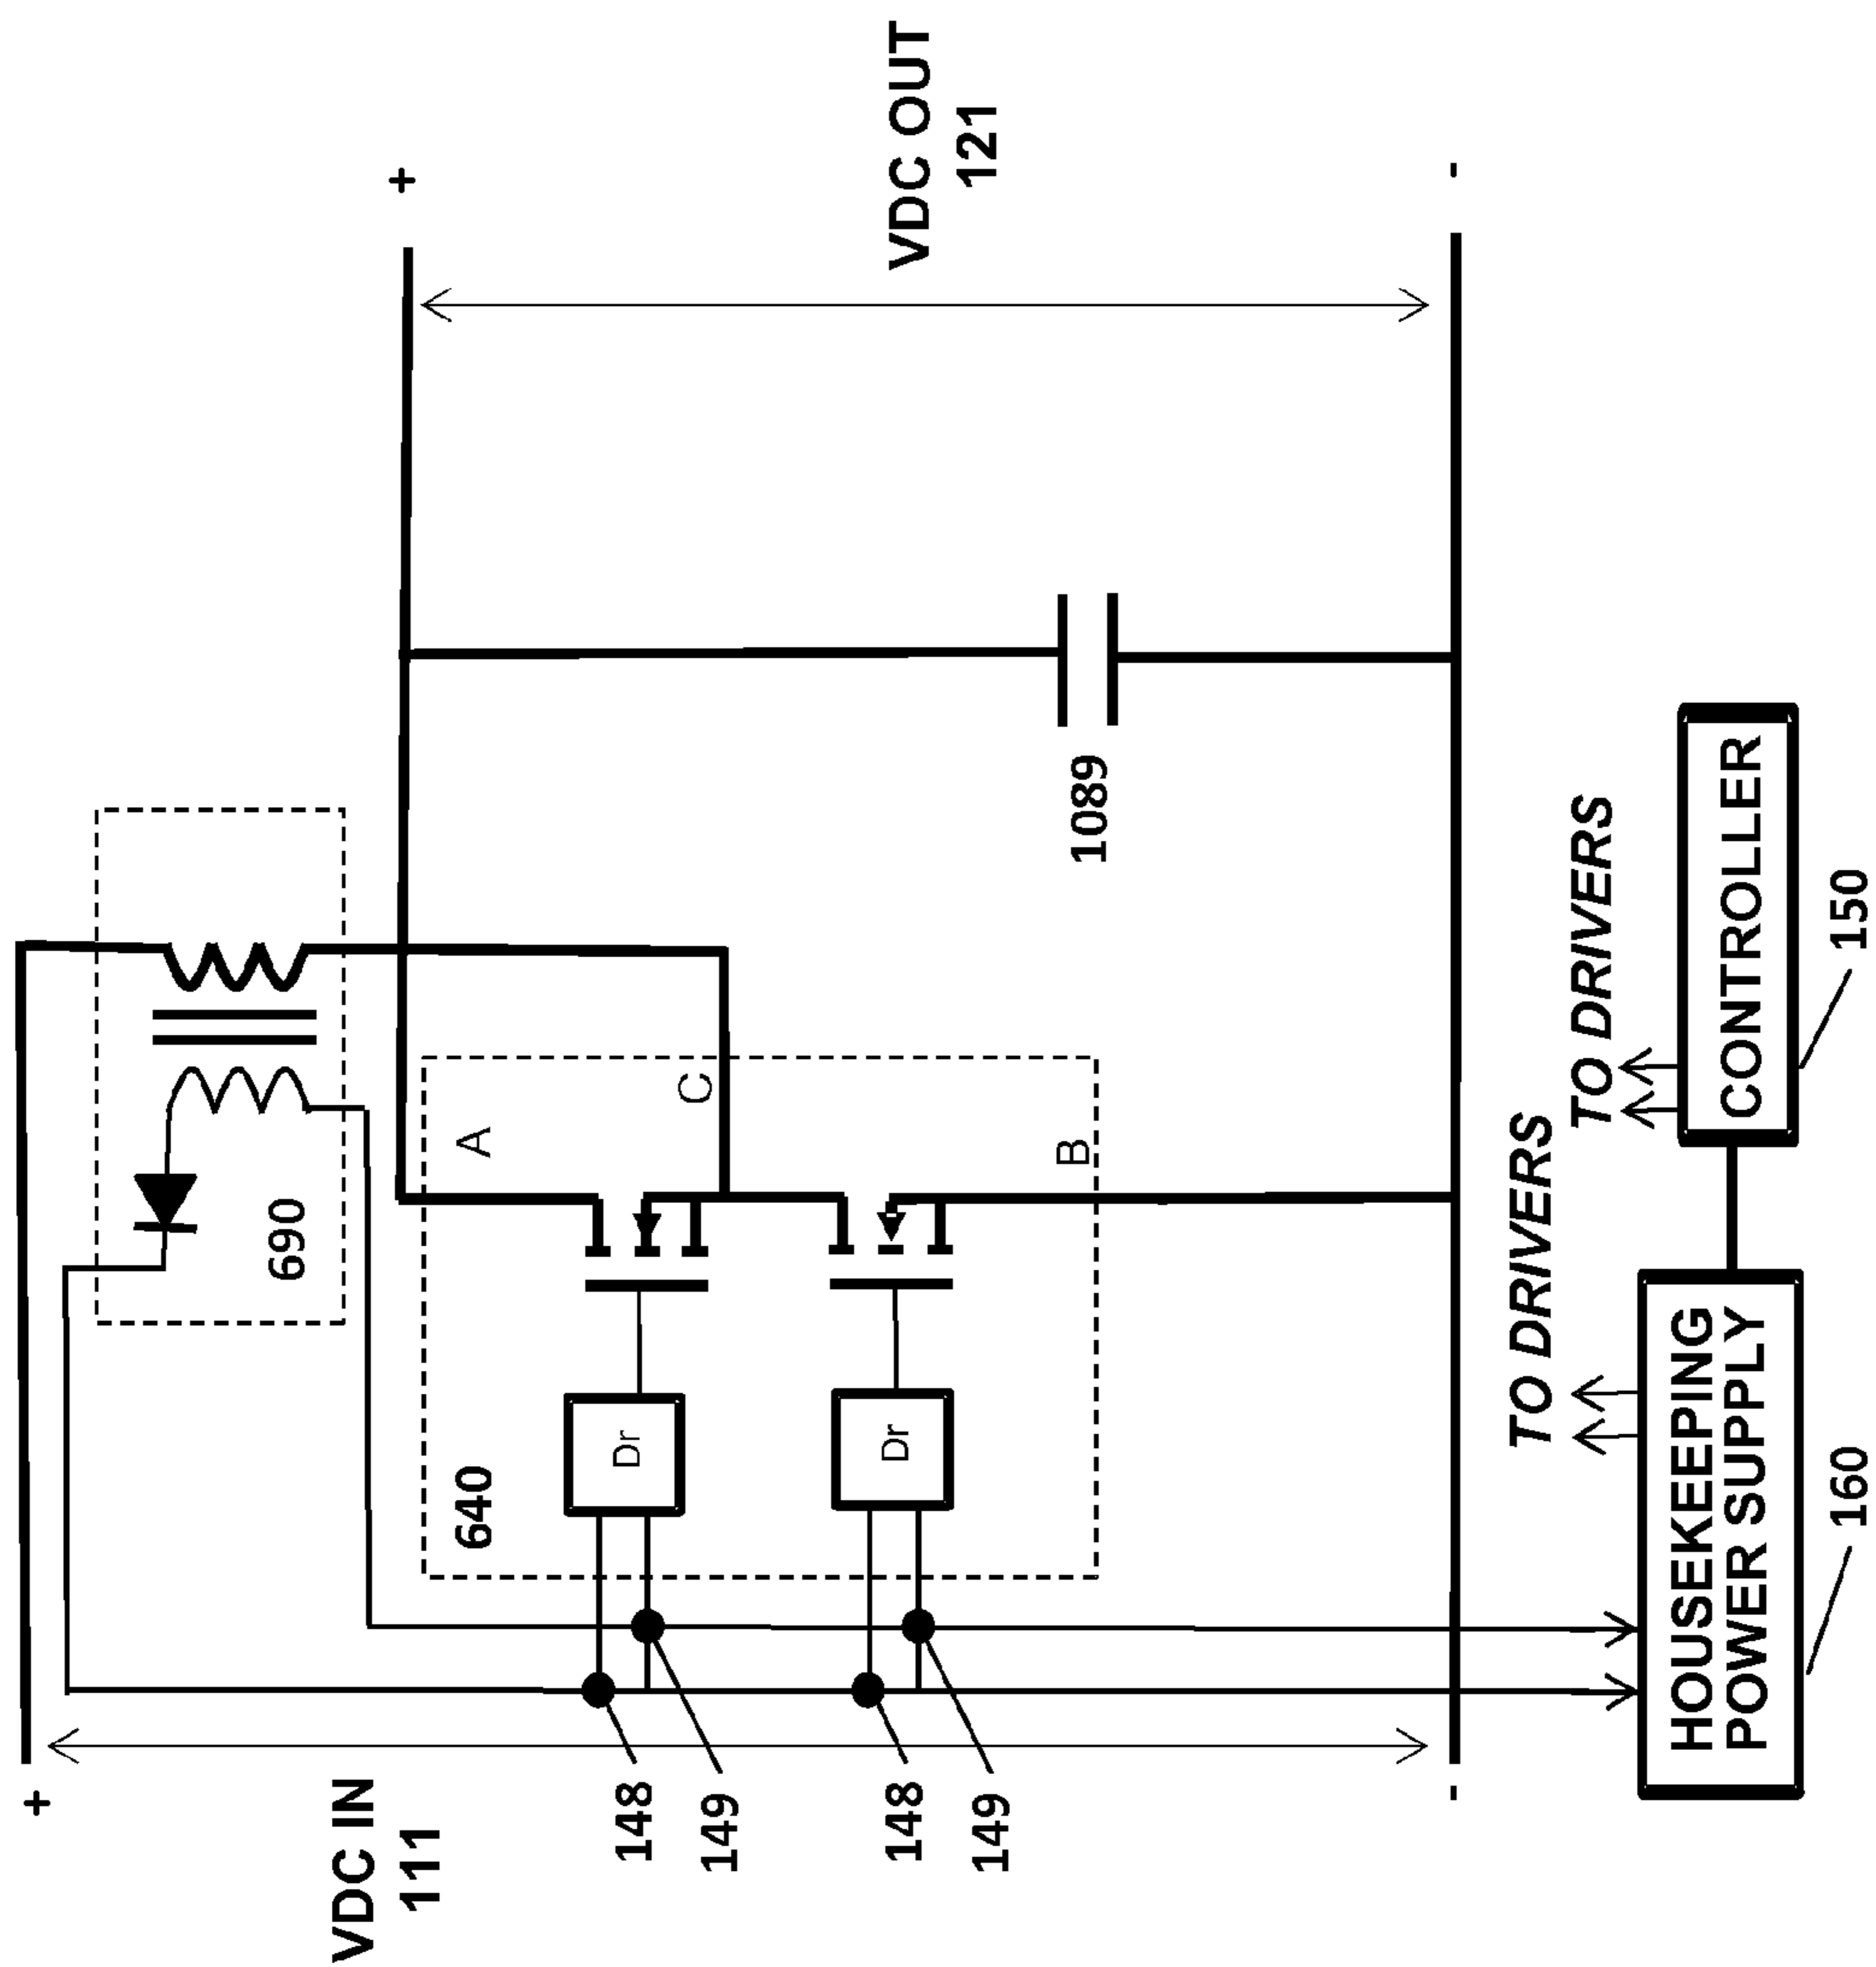 +
VDC IN
111
-
148
149
148
149
640
Dr
Dr
690
A
C
B
1089
+
VDC OUT
121
-
TO DRIVERS
TO DRIVERS
HOUSEKEEPING
POWER SUPPLY
160
CONTROLLER
150